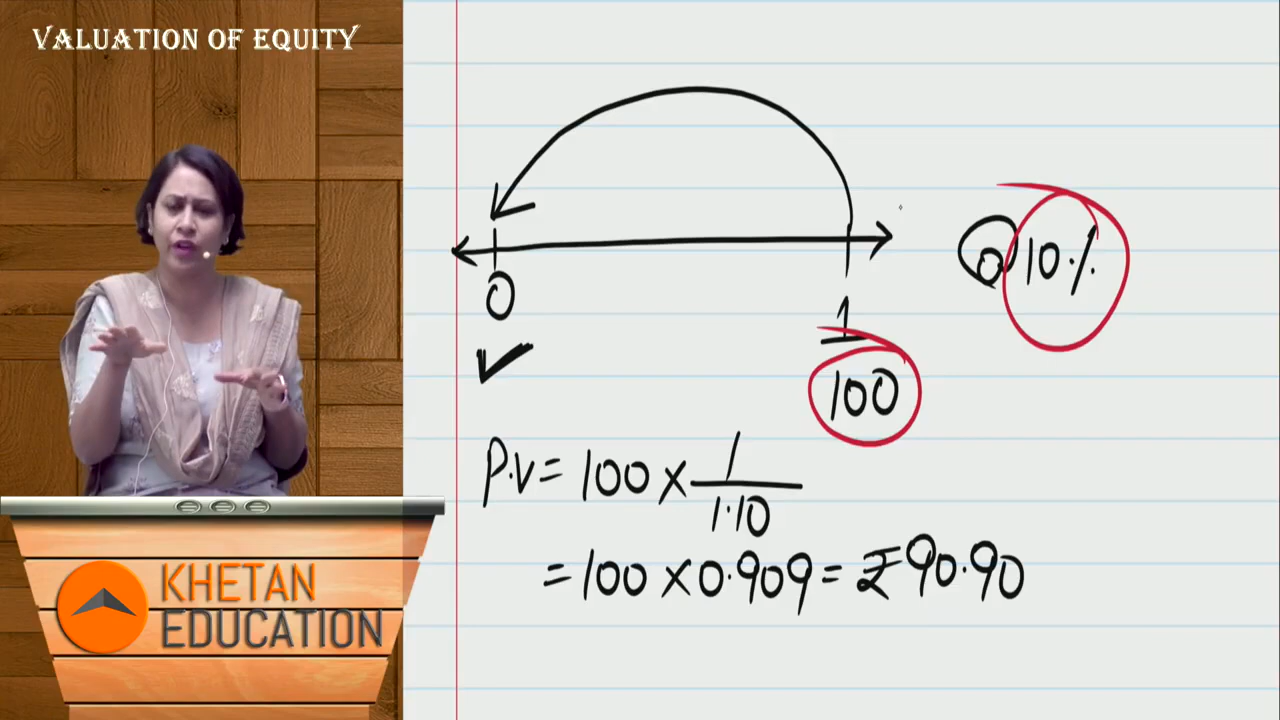 VALUATION OF EQUITY
0
1
@ 10%
100
P.V = 100 × 1/1.10
= 100 × 0.909 = ₹90.90
KHETAN
EDUCATION